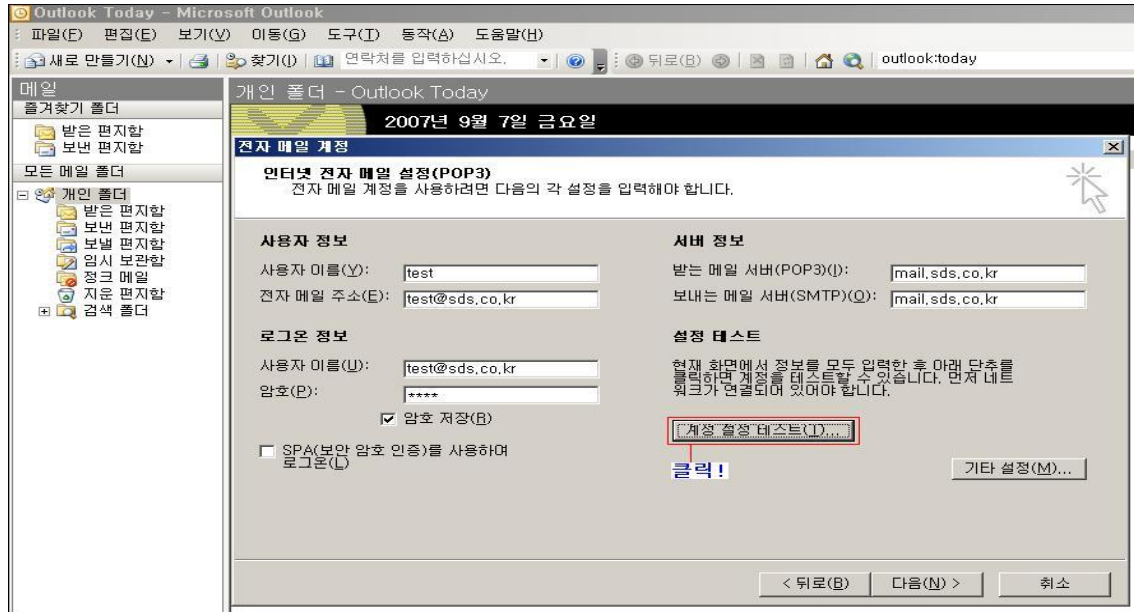 Outlook Today - Microsoft Outlook
파일(F) 편집(E) 보기(V) 이동(G) 도구(T) 동작(A) 도움말(H)
새로 만들기(N) 찾기(I) 연락처를 입력하십시오. 뒤로(B) outlook:today
메일
즐겨찾기 폴더
받은 편지함
보낸 편지함
모든 메일 폴더
개인 폴더
받은 편지함
보낸 편지함
보낼 편지함
임시 보관함
정크 메일
지운 편지함
검색 폴더
개인 폴더 - Outlook Today
2007년 9월 7일 금요일
전자 메일 계정
인터넷 전자 메일 설정(POP3)
전자 메일 계정을 사용하려면 다음의 각 설정을 입력해야 합니다.
사용자 정보
사용자 이름(Y): test
전자 메일 주소(E): test@sds.co.kr
로그온 정보
사용자 이름(U): test@sds.co.kr
암호(P): ****
암호 저장(R)
SPA(보안 암호 인증)를 사용하여
로그온(L)
서버 정보
받는 메일 서버(POP3)(I): mail.sds.co.kr
보내는 메일 서버(SMTP)(O): mail.sds.co.kr
설정 테스트
현재 화면에서 정보를 모두 입력한 후 아래 단추를
클릭하면 계정을 테스트할 수 있습니다. 먼저 네트
워크가 연결되어 있어야 합니다.
계정 설정 테스트(T)...
클릭!
기타 설정(M)...
< 뒤로(B) 다음(N) > 취소